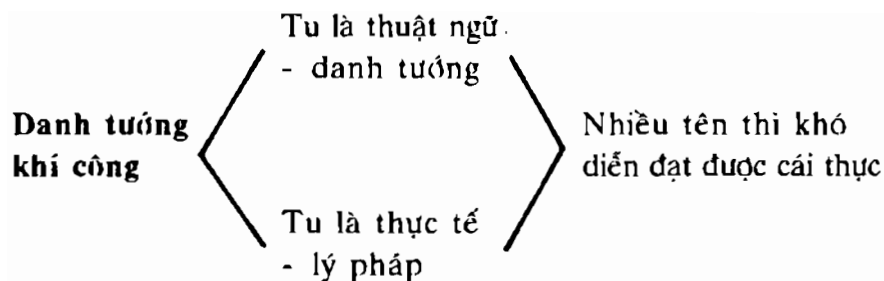 Tu là thuật ngữ
- danh tướng
Danh tướng
khí công
Nhiều tên thì khó
diễn đạt được cái thực
Tu là thực tế
- lý pháp